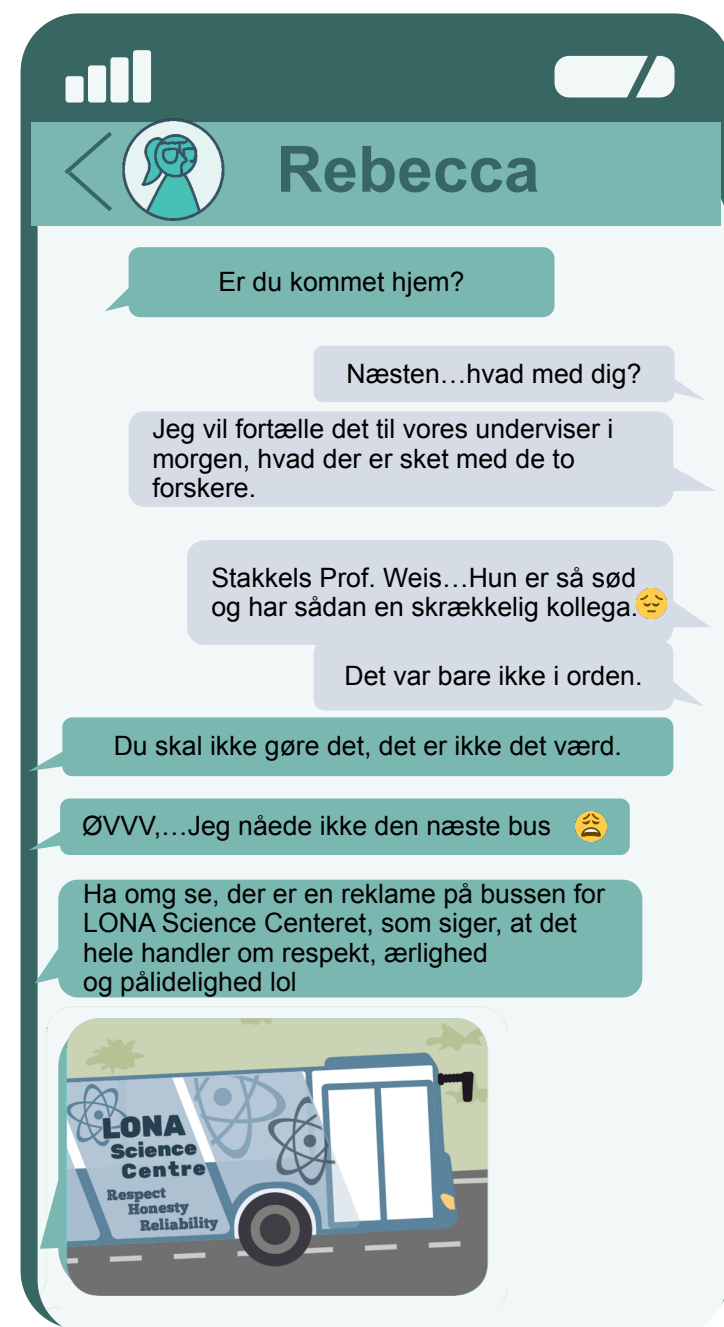 Rebecca
Er du kommet hjem?
Næsten…hvad med dig?
Jeg vil fortælle det til vores underviser i
morgen, hvad der er sket med de to
forskere.
Stakkels Prof. Weis…Hun er så sød
og har sådan en skrækkelig kollega.😔
Det var bare ikke i orden.
Du skal ikke gøre det, det er ikke det værd.
ØVVV,…Jeg nåede ikke den næste bus 😩
Ha omg se, der er en reklame på bussen for
LONA Science Centeret, som siger, at det
hele handler om respekt, ærlighed
og pålidelighed lol
LONA
Science
Centre
Respect
Honesty
Reliability